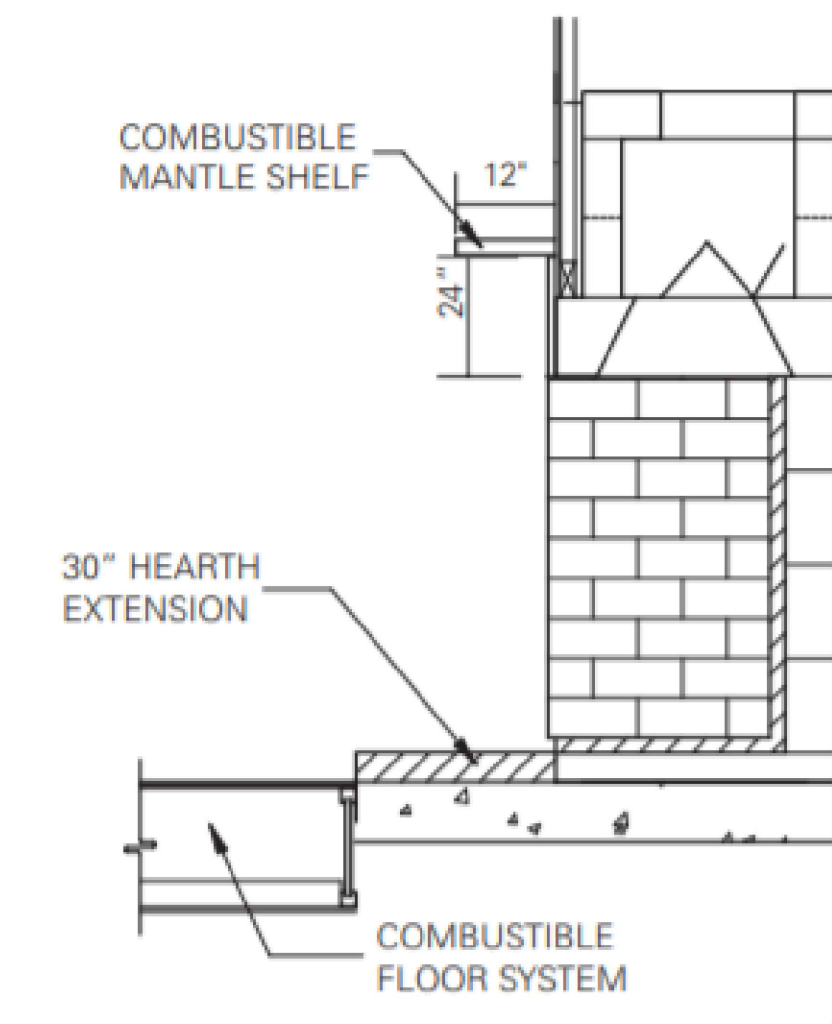 COMBUSTIBLE
MANTLE SHELF
12"
24"
30" HEARTH
EXTENSION
COMBUSTIBLE
FLOOR SYSTEM